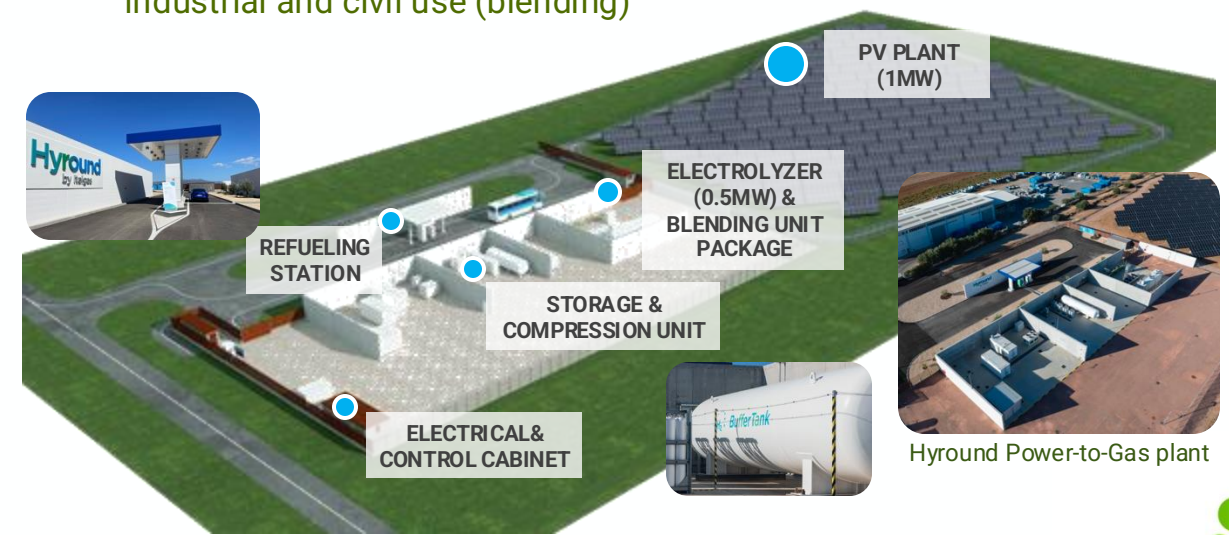 industrial and civil use (blending)
PV PLANT
(1MW)
Hyround
by Italgas
ELECTROLYZER
(0.5MW) &
BLENDING UNIT
PACKAGE
REFUELING
STATION
STORAGE &
COMPRESSION UNIT
BufferTank
ELECTRICAL&
CONTROL CABINET
Hyround Power-to-Gas plant